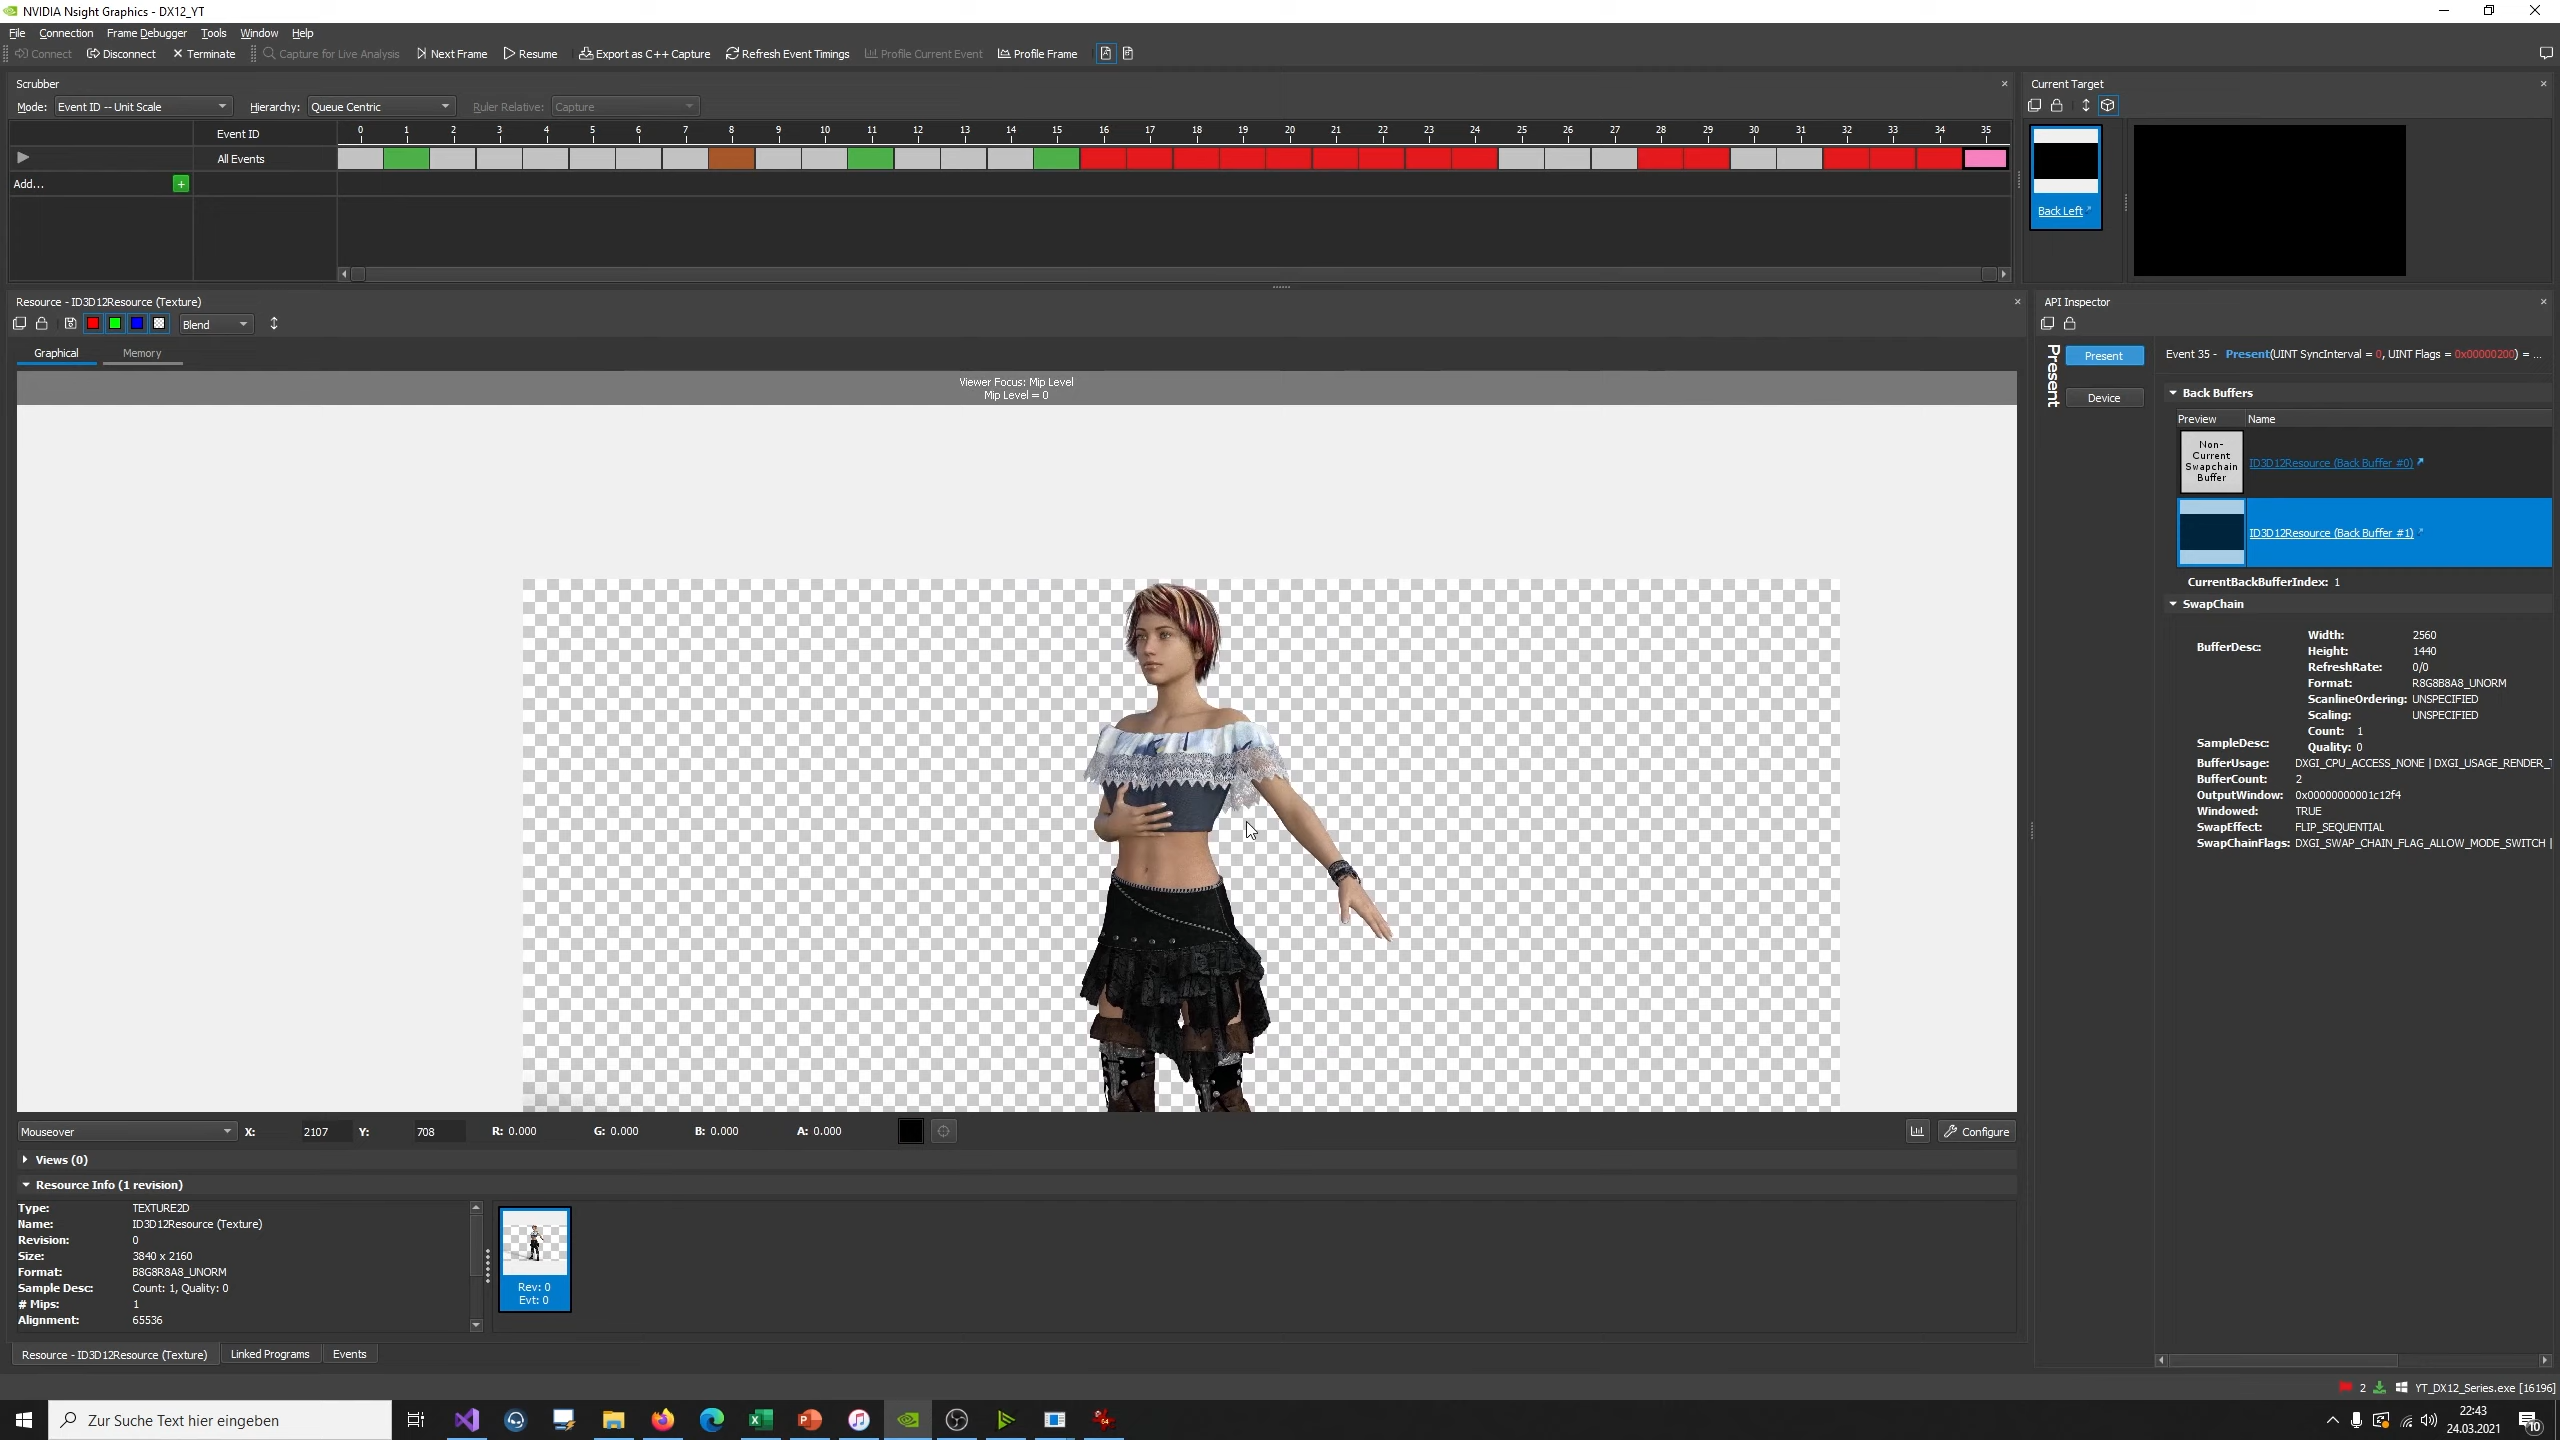 NVIDIA Nsight Graphics - DX12_YT
File Connection Frame Debugger Tools Window Help
Connect Disconnect Terminate Capture for Live Analysis Next Frame Resume Export as C++ Capture Refresh Event Timings Profile Current Event Profile Frame
Scrubber
Mode: Event ID -- Unit Scale Hierarchy: Queue Centric Ruler Relative: Capture
Event ID 0 1 2 3 4 5 6 7 8 9 10 11 12 13 14 15 16 17 18 19 20 21 22 23 24 25 26 27 28 29 30 31 32 33 34 35
All Events
Add...
Current Target
Back Left
Resource - ID3D12Resource (Texture)
Blend
Graphical Memory
Viewer Focus: Mip Level
Mip Level = 0
Mouseover X: 2107 Y: 708 R: 0.000 G: 0.000 B: 0.000 A: 0.000 Configure
Views (0)
Resource Info (1 revision)
Type: TEXTURE2D
Name: ID3D12Resource (Texture)
Revision: 0
Size: 3840 x 2160
Format: B8G8R8A8_UNORM
Sample Desc: Count: 1, Quality: 0
# Mips: 1
Alignment: 65536
Rev: 0
Evt: 0
Resource - ID3D12Resource (Texture) Linked Programs Events
API Inspector
Present
Present
Device
Event 35 - Present(UINT SyncInterval = 0, UINT Flags = 0x00000200) = ...
Back Buffers
Preview Name
Non-
Current
Swapchain
Buffer
ID3D12Resource (Back Buffer #0)
ID3D12Resource (Back Buffer #1)
CurrentBackBufferIndex: 1
SwapChain
BufferDesc:
Width: 2560
Height: 1440
RefreshRate: 0/0
Format: R8G8B8A8_UNORM
ScanlineOrdering: UNSPECIFIED
Scaling: UNSPECIFIED
SampleDesc:
Count: 1
Quality: 0
BufferUsage: DXGI_CPU_ACCESS_NONE | DXGI_USAGE_RENDER_T
BufferCount: 2
OutputWindow: 0x00000000001c12f4
Windowed: TRUE
SwapEffect: FLIP_SEQUENTIAL
SwapChainFlags: DXGI_SWAP_CHAIN_FLAG_ALLOW_MODE_SWITCH |
2 YT_DX12_Series.exe [16196]
Zur Suche Text hier eingeben
22:43
24.03.2021
10